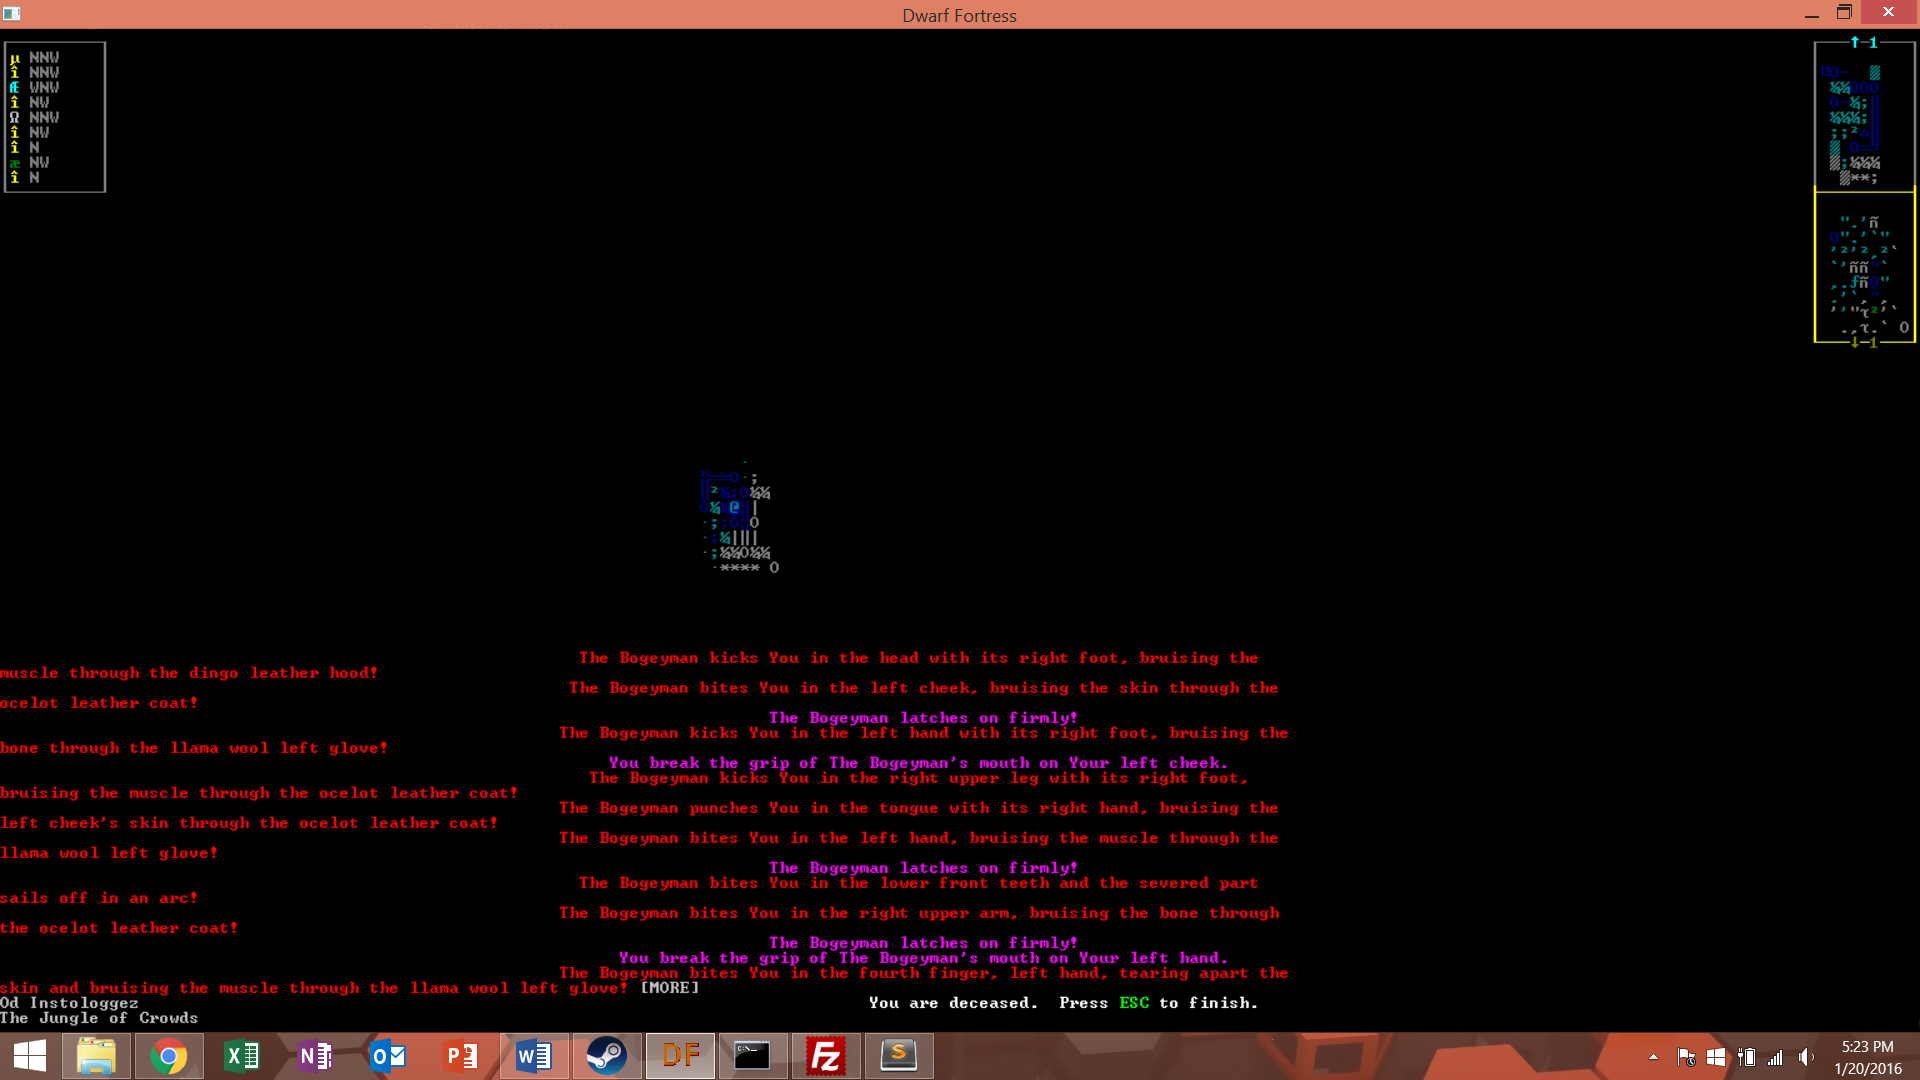 Dwarf Fortress
µ NNW
î NNW
Æ WNW
î NW
Ω NNW
î NW
î N
æ NW
î N
↑ 1
↓ 1
The Bogeyman kicks You in the head with its right foot, bruising the
muscle through the dingo leather hood!
The Bogeyman bites You in the left cheek, bruising the skin through the
ocelot leather coat!
The Bogeyman latches on firmly!
The Bogeyman kicks You in the left hand with its right foot, bruising the
bone through the llama wool left glove!
You break the grip of The Bogeyman's mouth on Your left cheek.
The Bogeyman kicks You in the right upper leg with its right foot,
bruising the muscle through the ocelot leather coat!
The Bogeyman punches You in the tongue with its right hand, bruising the
left cheek's skin through the ocelot leather coat!
The Bogeyman bites You in the left hand, bruising the muscle through the
llama wool left glove!
The Bogeyman latches on firmly!
The Bogeyman bites You in the lower front teeth and the severed part
sails off in an arc!
The Bogeyman bites You in the right upper arm, bruising the bone through
the ocelot leather coat!
The Bogeyman latches on firmly!
You break the grip of The Bogeyman's mouth on Your left hand.
The Bogeyman bites You in the fourth finger, left hand, tearing apart the
skin and bruising the muscle through the llama wool left glove! [MORE]
Od Instologgez
You are deceased. Press ESC to finish.
The Jungle of Crowds
DF
5:23 PM
1/20/2016